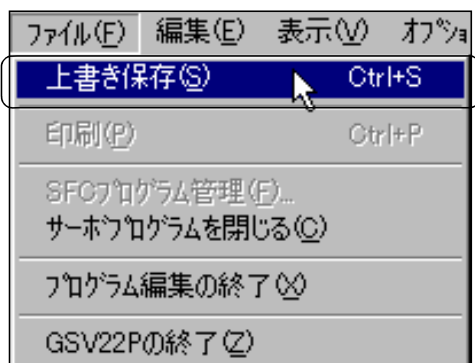 ﾌｧｲﾙ(F) 編集(E) 表示(V) ｵﾌﾟｼｮ
上書き保存(S) Ctrl+S
印刷(P) Ctrl+P
SFCﾌﾟﾛｸﾞﾗﾑ管理(F)...
ｻｰﾎﾞﾌﾟﾛｸﾞﾗﾑを閉じる(C)
ﾌﾟﾛｸﾞﾗﾑ編集の終了(X)
GSV22Pの終了(Z)